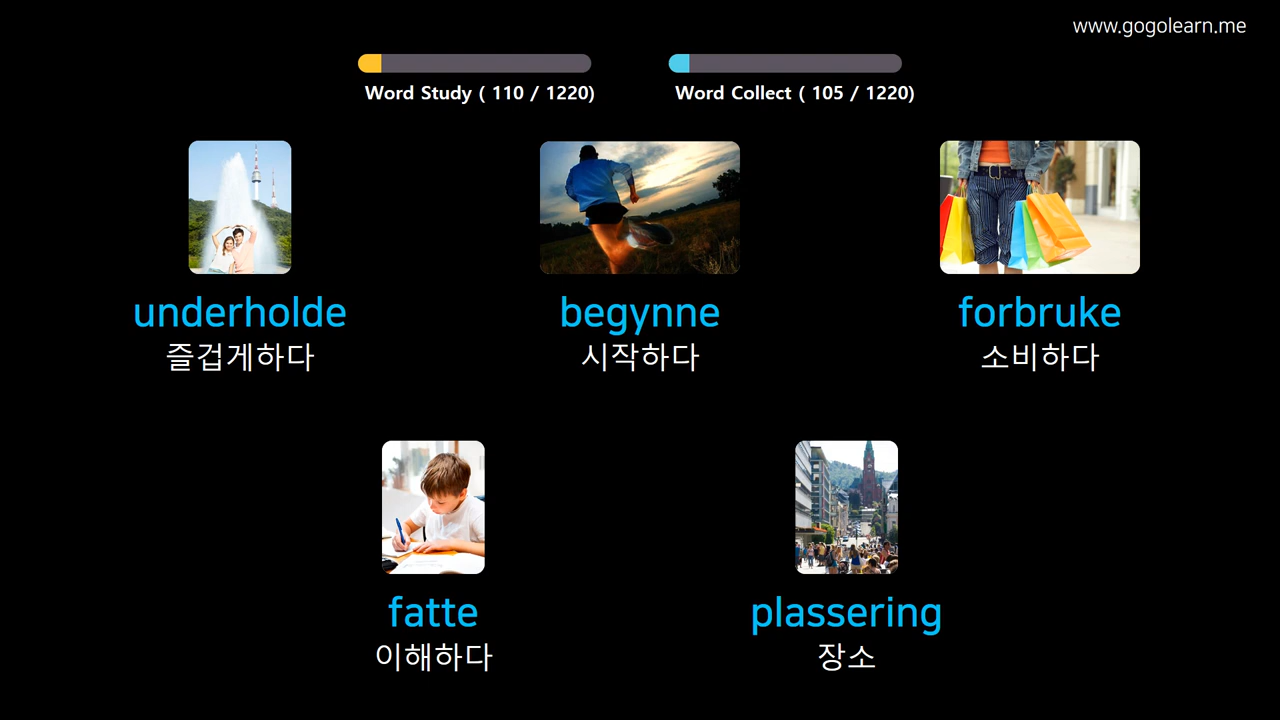 www.gogolearn.me
Word Study ( 110 / 1220)
Word Collect ( 105 / 1220)
underholde
즐겁게하다
begynne
시작하다
forbruke
소비하다
fatte
이해하다
plassering
장소